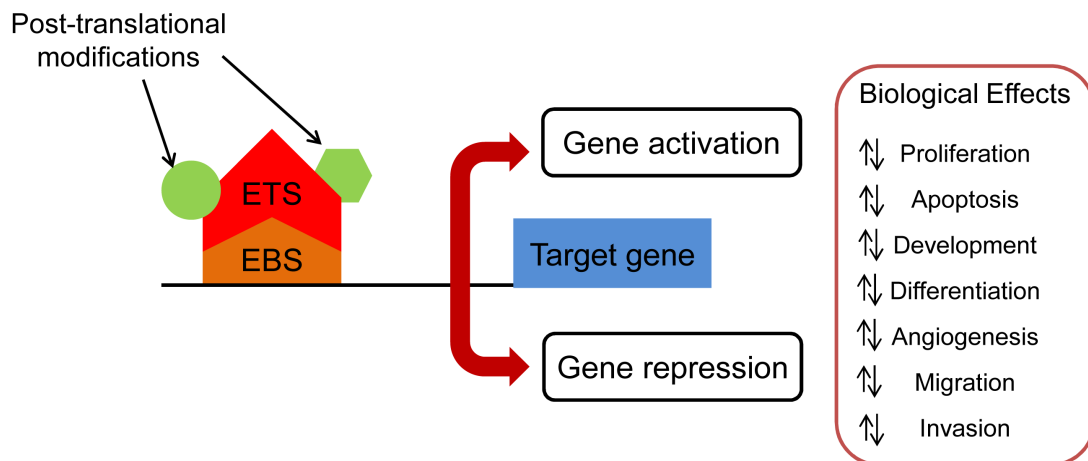 Post-translational
modifications
ETS
EBS
Gene activation
Target gene
Gene repression
Biological Effects
Proliferation
Apoptosis
Development
Differentiation
Angiogenesis
Migration
Invasion